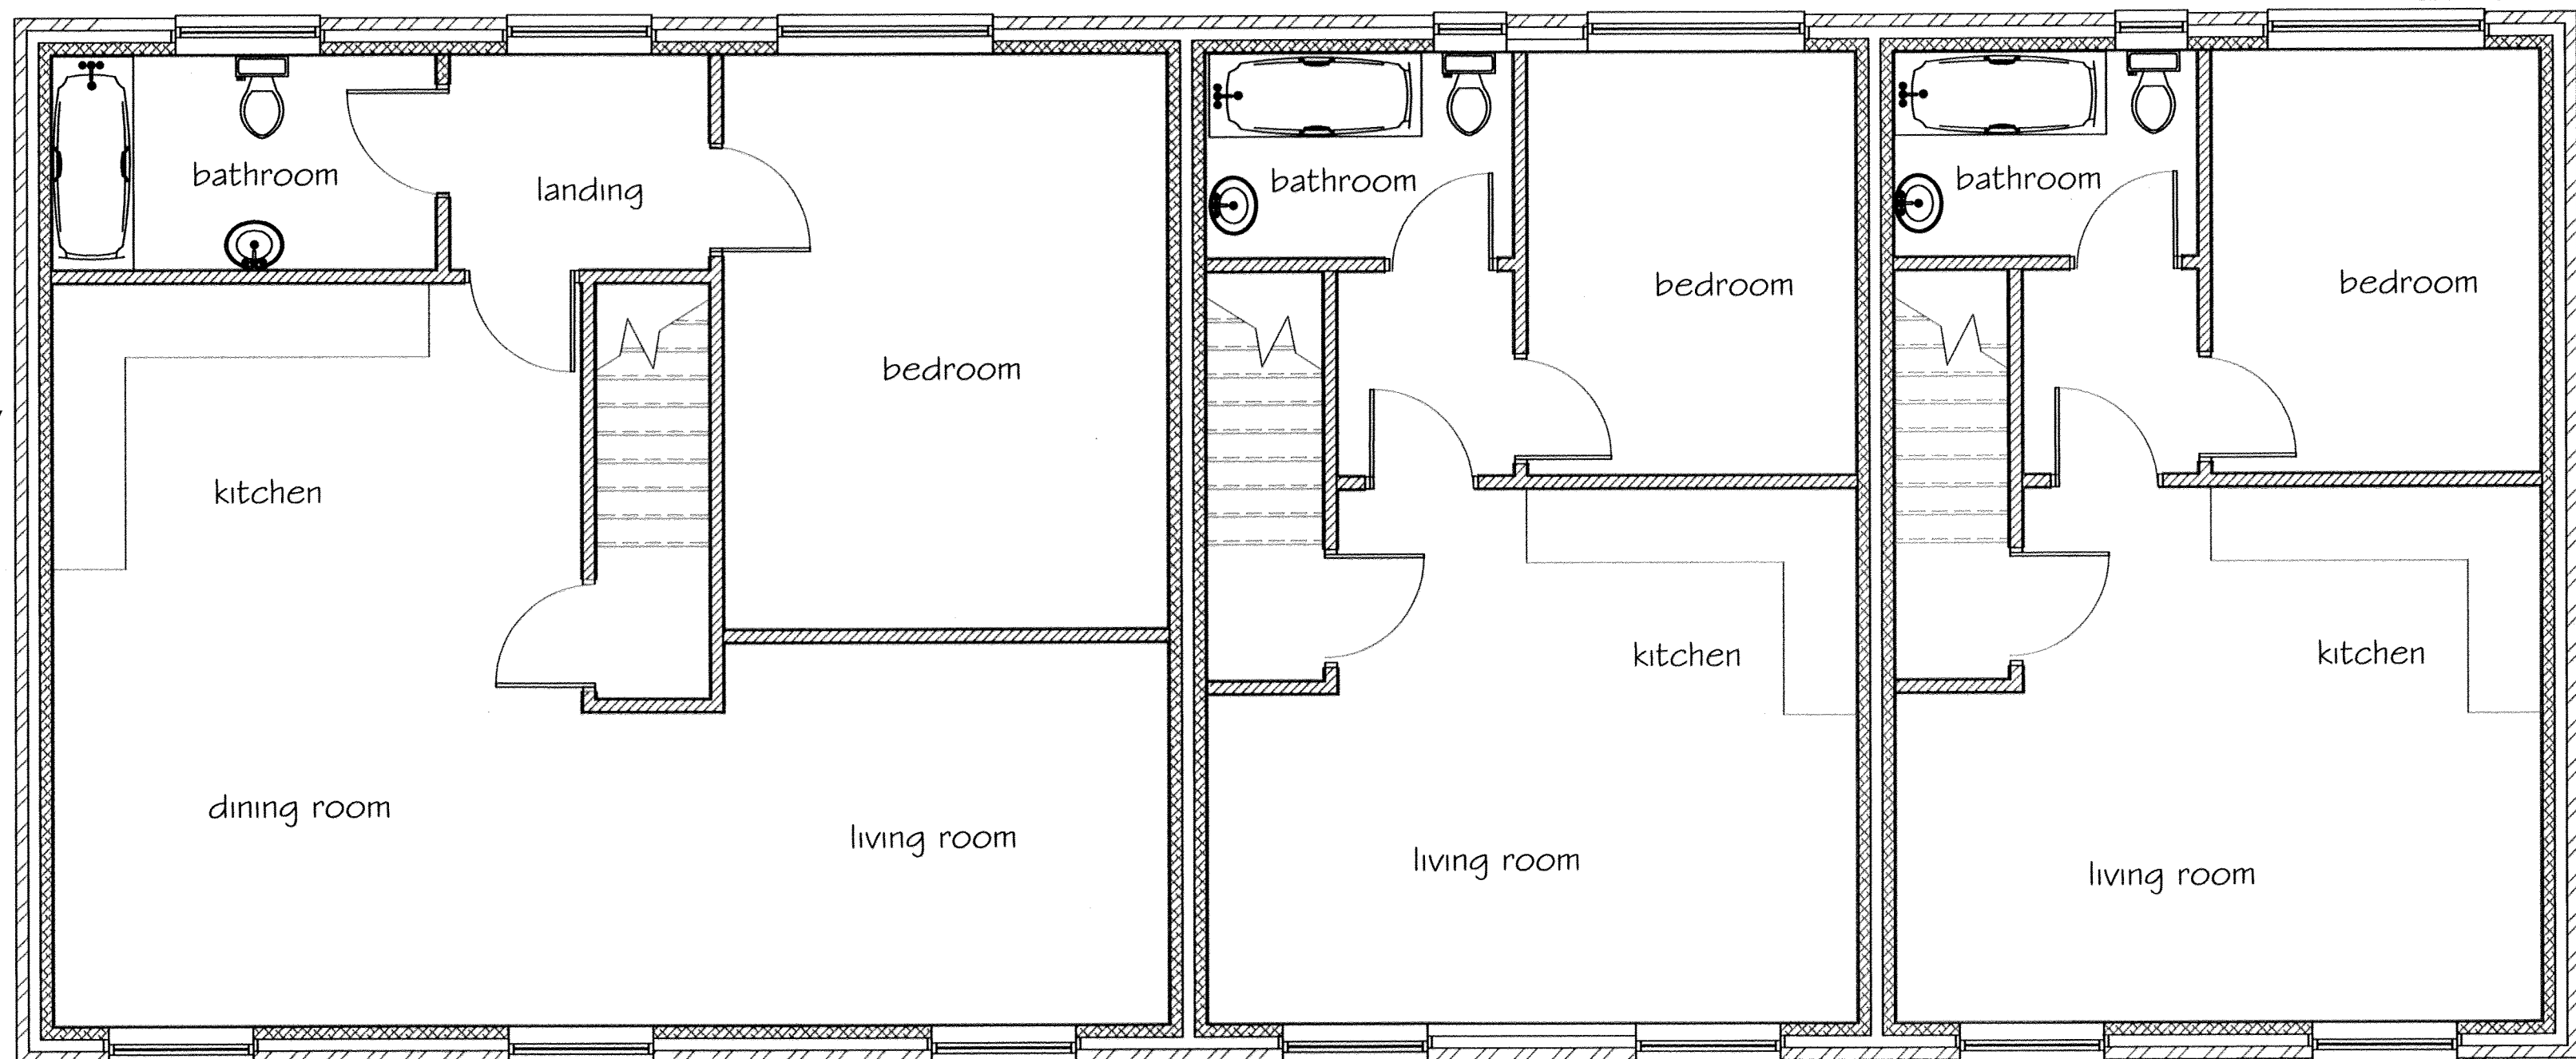 bathroom
landing
bedroom
kitchen
dining room
living room
bathroom
bedroom
kitchen
living room
bathroom
bedroom
kitchen
living room